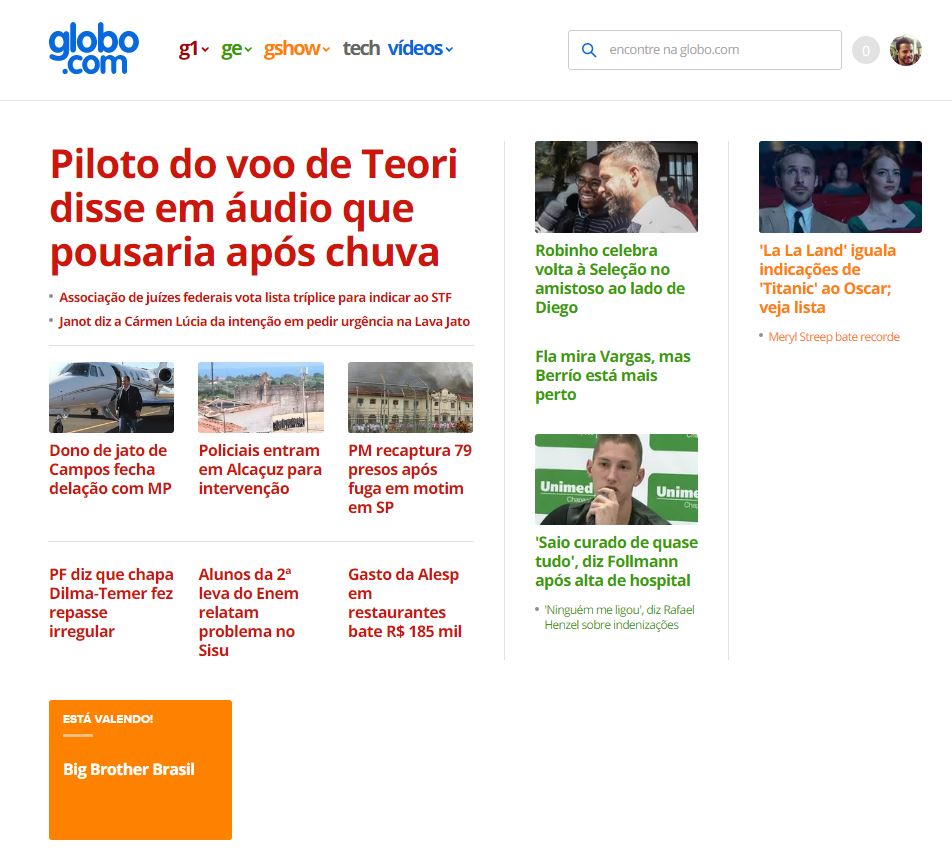 globo
.com
g1 ge gshow tech vídeos
encontre na globo.com
0
Piloto do voo de Teori
disse em áudio que
pousaria após chuva
Associação de juízes federais vota lista tríplice para indicar ao STF
Janot diz a Cármen Lúcia da intenção em pedir urgência na Lava Jato
Dono de jato de
Campos fecha
delação com MP
Policiais entram
em Alcaçuz para
intervenção
PM recaptura 79
presos após
fuga em motim
em SP
PF diz que chapa
Dilma-Temer fez
repasse
irregular
Alunos da 2ª
leva do Enem
relatam
problema no
Sisu
Gasto da Alesp
em
restaurantes
bate R$ 185 mil
Robinho celebra
volta à Seleção no
amistoso ao lado de
Diego
Fla mira Vargas, mas
Berrío está mais
perto
Unimed
Chape
Unime
Cha
'Saio curado de quase
tudo', diz Follmann
após alta de hospital
'Ninguém me ligou', diz Rafael
Henzel sobre indenizações
'La La Land' iguala
indicações de
'Titanic' ao Oscar;
veja lista
Meryl Streep bate recorde
ESTÁ VALENDO!
Big Brother Brasil